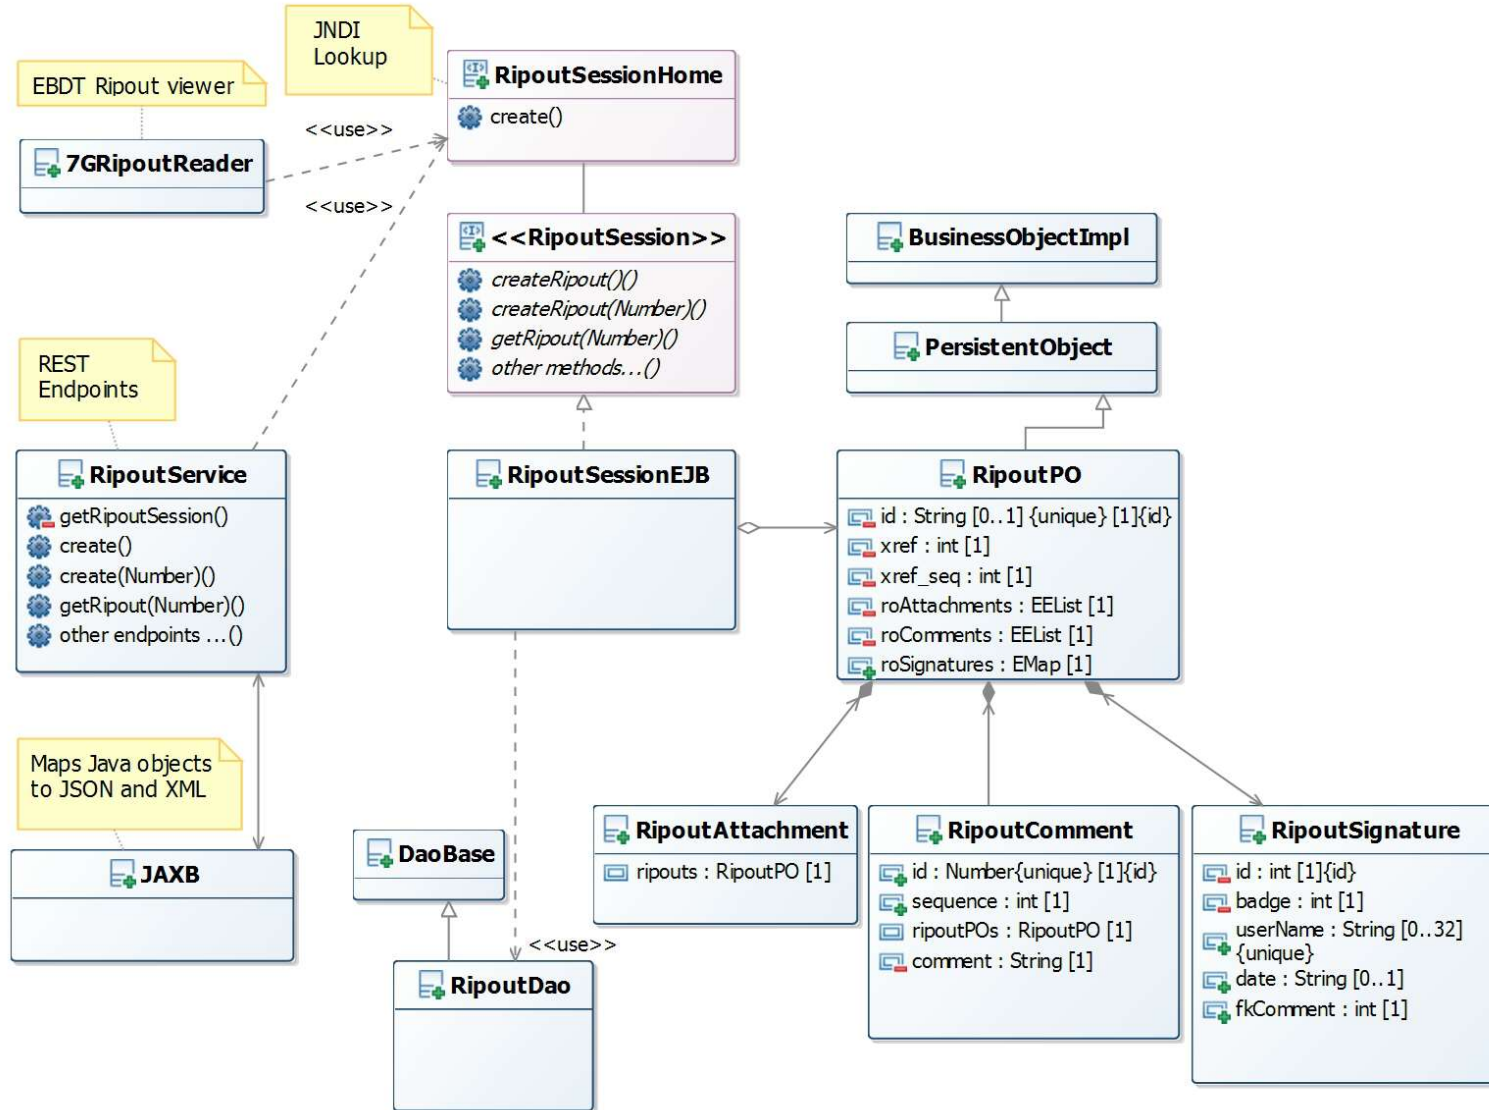 JNDI
Lookup
EBDT Ripout viewer
RipoutSessionHome
create()
<<use>>
7GRipoutReader
<<use>>
<<RipoutSession>>
createRipout()()
createRipout(Number)()
getRipout(Number)()
other methods...()
BusinessObjectImpl
PersistentObject
REST
Endpoints
RipoutService
getRipoutSession()
create()
create(Number)()
getRipout(Number)()
other endpoints ...()
RipoutSessionEJB
RipoutPO
id : String [0..1] {unique} [1]{id}
xref : int [1]
xref_seq : int [1]
roAttachments : EEList [1]
roComments : EEList [1]
roSignatures : EMap [1]
Maps Java objects
to JSON and XML
JAXB
DaoBase
<<use>>
RipoutDao
RipoutAttachment
ripouts : RipoutPO [1]
RipoutComment
id : Number{unique} [1]{id}
sequence : int [1]
ripoutPOs : RipoutPO [1]
comment : String [1]
RipoutSignature
id : int [1]{id}
badge : int [1]
userName : String [0..32]
{unique}
date : String [0..1]
fkComment : int [1]